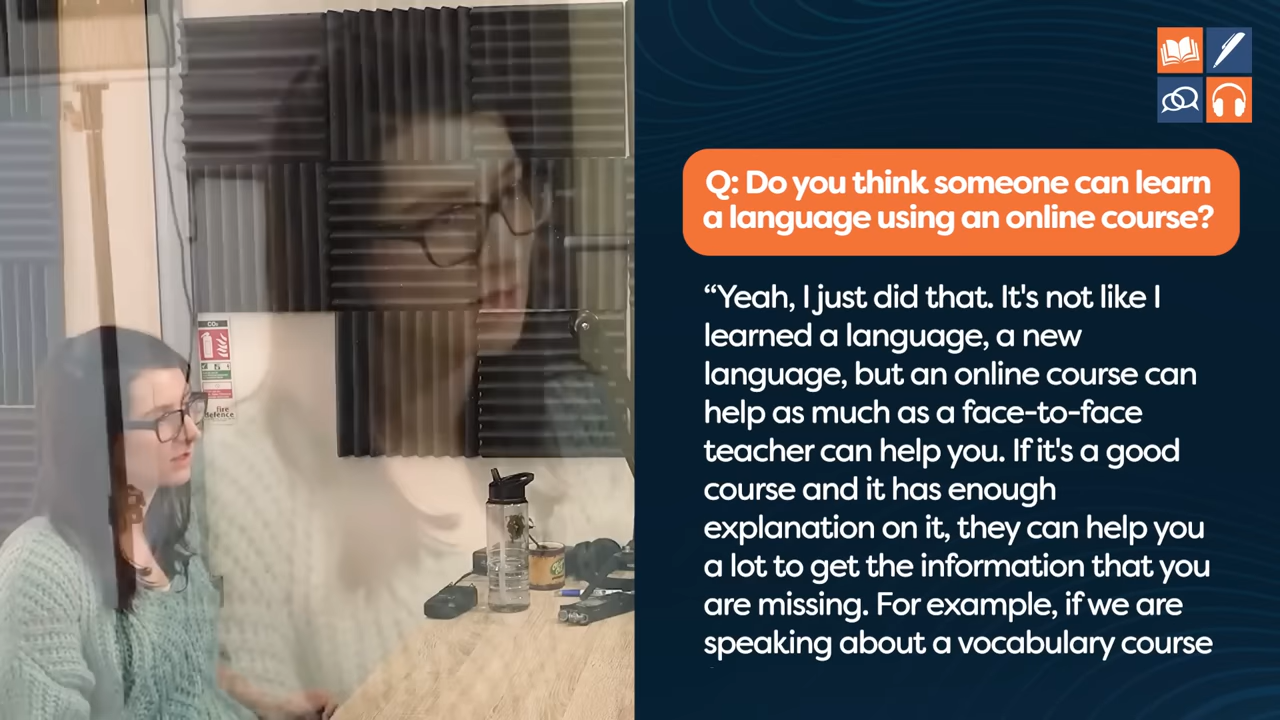 CO₂
fire
defence
Q: Do you think someone can learn
a language using an online course?
“Yeah, I just did that. It's not like I
learned a language, a new
language, but an online course can
help as much as a face-to-face
teacher can help you. If it's a good
course and it has enough
explanation on it, they can help you
a lot to get the information that you
are missing. For example, if we are
speaking about a vocabulary course